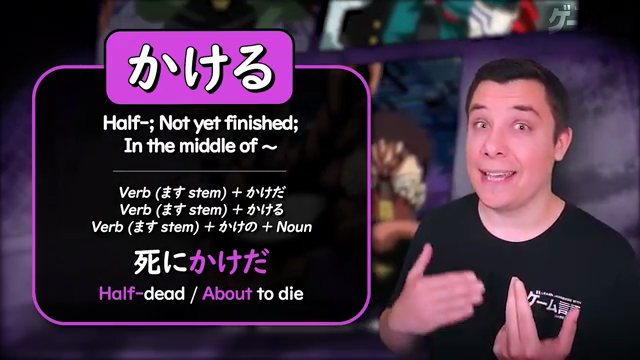 かける
Half-; Not yet finished;
In the middle of ～
Verb (ます stem) + かけだ
Verb (ます stem) + かける
Verb (ます stem) + かけの + Noun
死にかけだ
Half-dead / About to die
ゲーム言